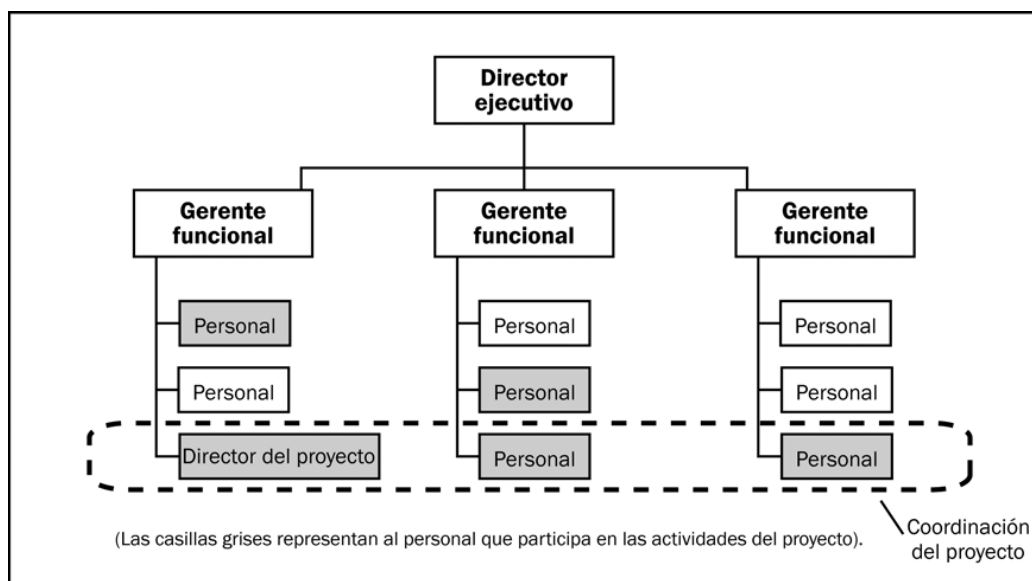 Director
ejecutivo
Gerente
funcional
Gerente
funcional
Gerente
funcional
Personal
Personal
Personal
Personal
Personal
Personal
Director del proyecto
Personal
Personal
(Las casillas grises representan al personal que participa en las actividades del proyecto).
Coordinación
del proyecto